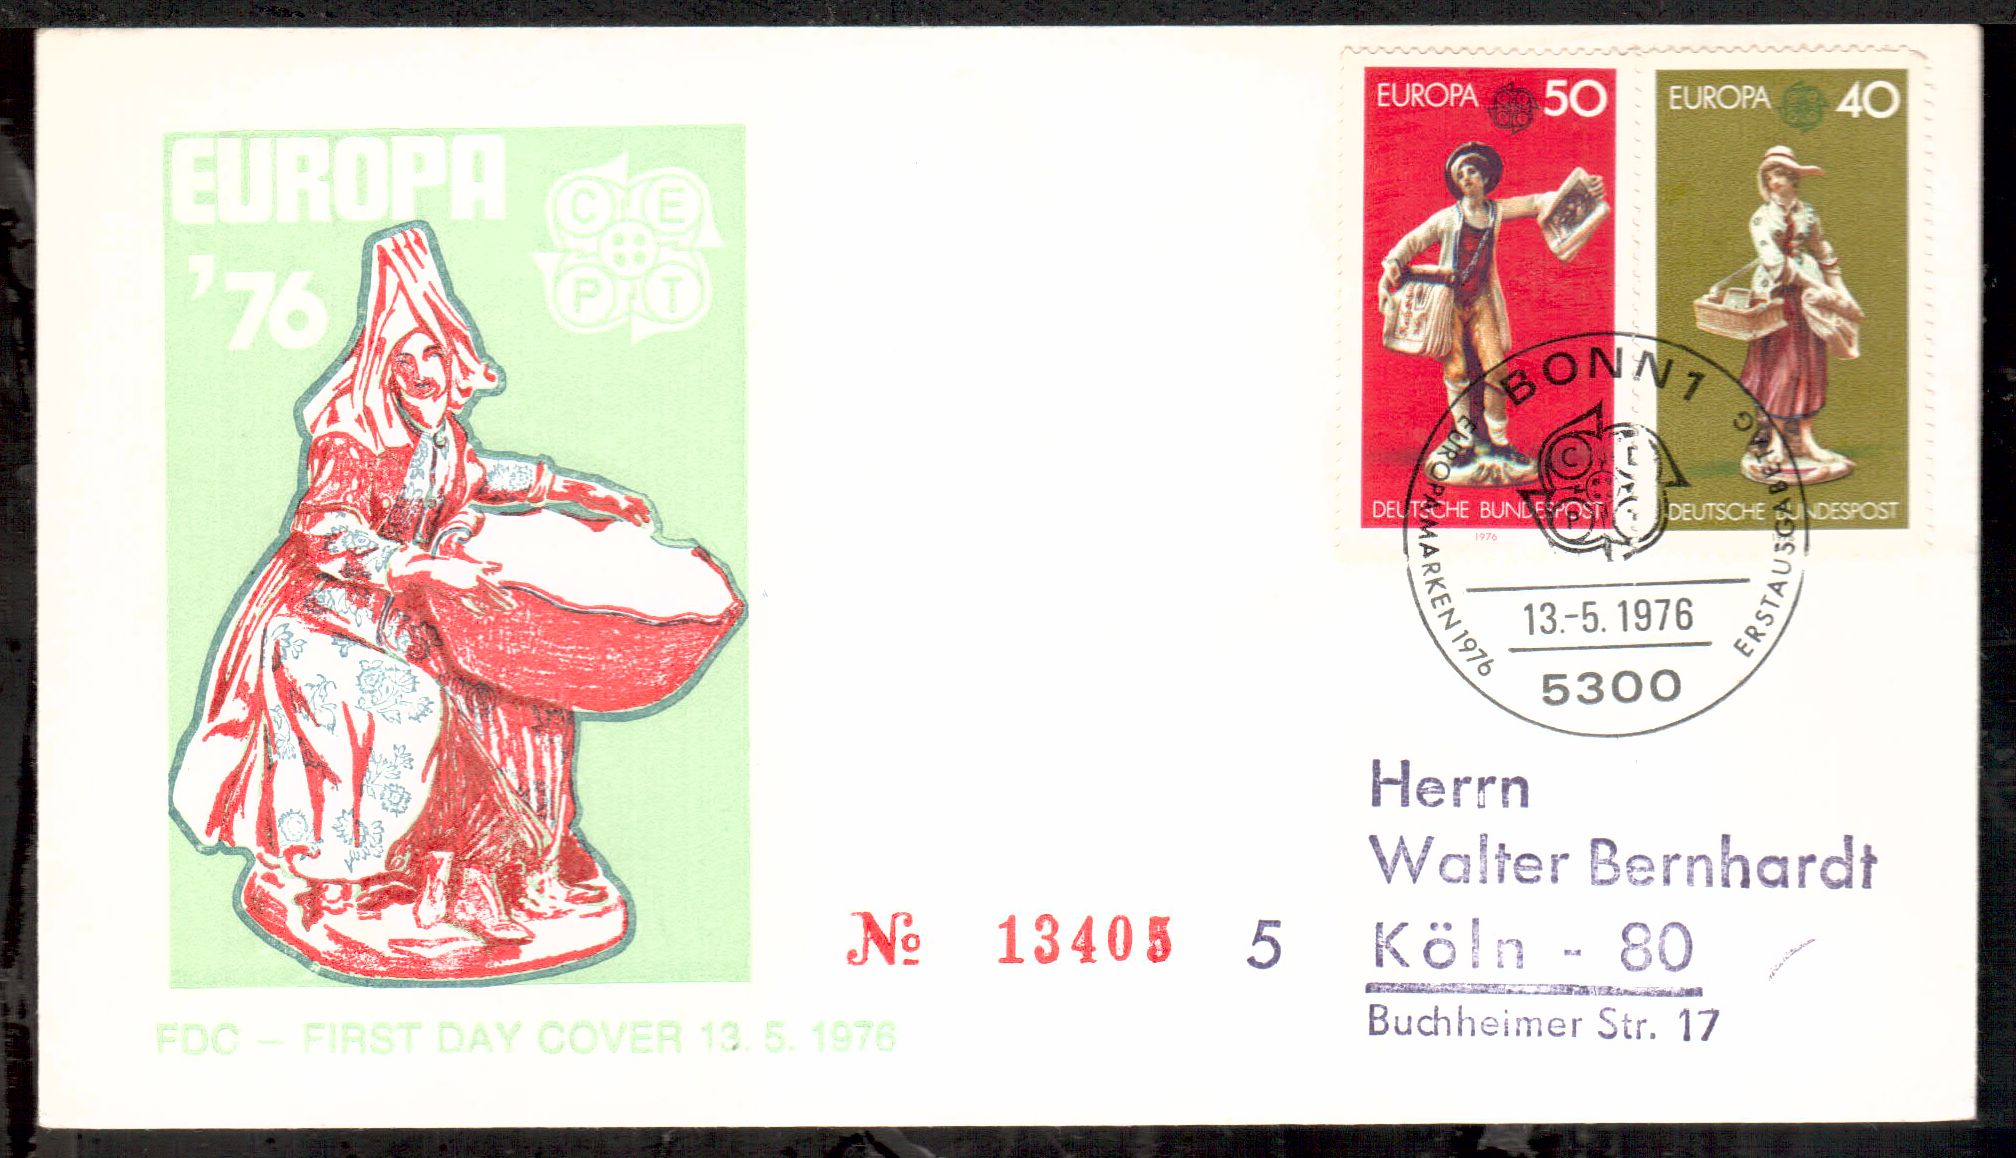 EUROPA
'76
C E
P T
EUROPA 50
DEUTSCHE BUNDESPOST
1976
EUROPA 40
DEUTSCHE BUNDESPOST
BONN 1
EUROPAMARKEN 1976
ERSTAUSGABETAG
13.-5. 1976
5300
Herrn
Walter Bernhardt
№ 13405 5 Köln - 80
Buchheimer Str. 17
FDC – FIRST DAY COVER 13. 5. 1976